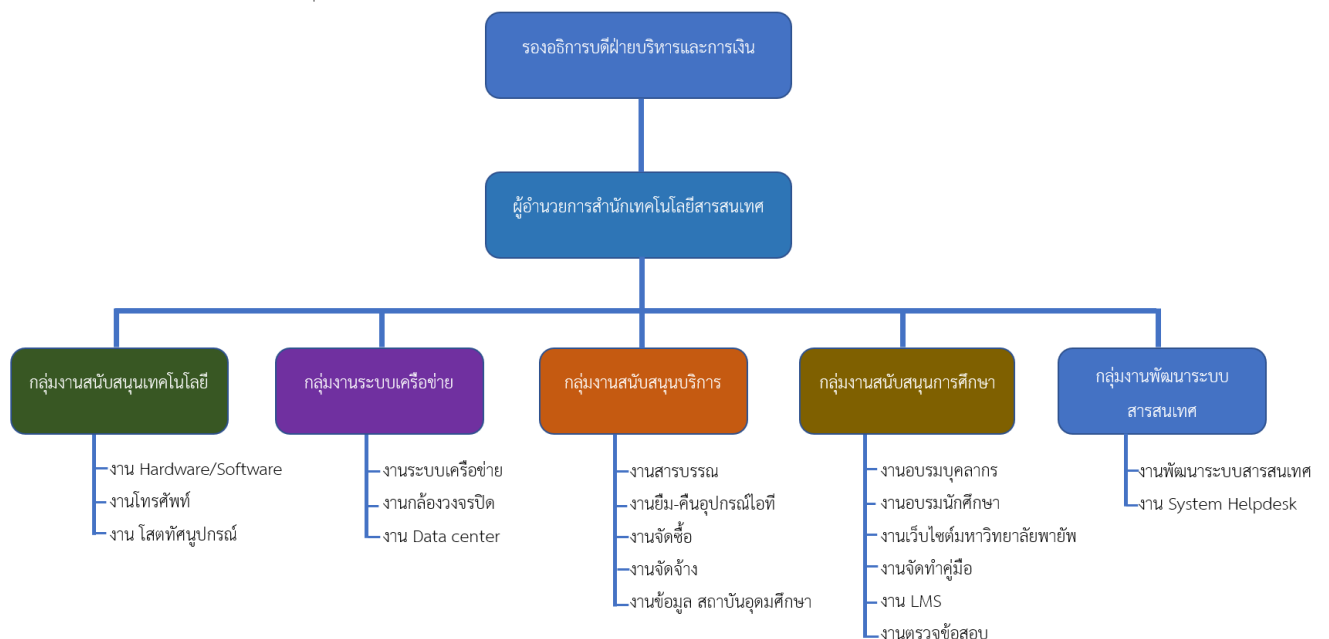 รองอธิการบดีฝ่ายบริหารและการเงิน
ผู้อำนวยการสำนักเทคโนโลยีสารสนเทศ
กลุ่มงานสนับสนุนเทคโนโลยี
งาน Hardware/Software
งานโทรศัพท์
งาน โสตทัศนูปกรณ์
กลุ่มงานระบบเครือข่าย
งานระบบเครือข่าย
งานกล้องวงจรปิด
งาน Data center
กลุ่มงานสนับสนุนบริการ
งานสารบรรณ
งานยืม-คืนอุปกรณ์ไอที
งานจัดซื้อ
งานจัดจ้าง
งานข้อมูล สถาบันอุดมศึกษา
กลุ่มงานสนับสนุนการศึกษา
งานอบรมบุคลากร
งานอบรมนักศึกษา
งานเว็บไซต์มหาวิทยาลัยพายัพ
งานจัดทำคู่มือ
งาน LMS
งานตรวจข้อสอบ
กลุ่มงานพัฒนาระบบ
สารสนเทศ
งานพัฒนาระบบสารสนเทศ
งาน System Helpdesk